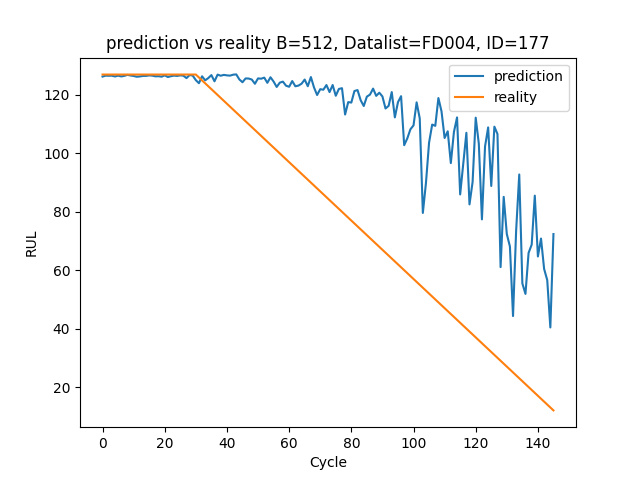 prediction vs reality B=512, Datalist=FD004, ID=177
prediction
reality
120
100
80
60
40
20
RUL
0 20 40 60 80 100 120 140
Cycle